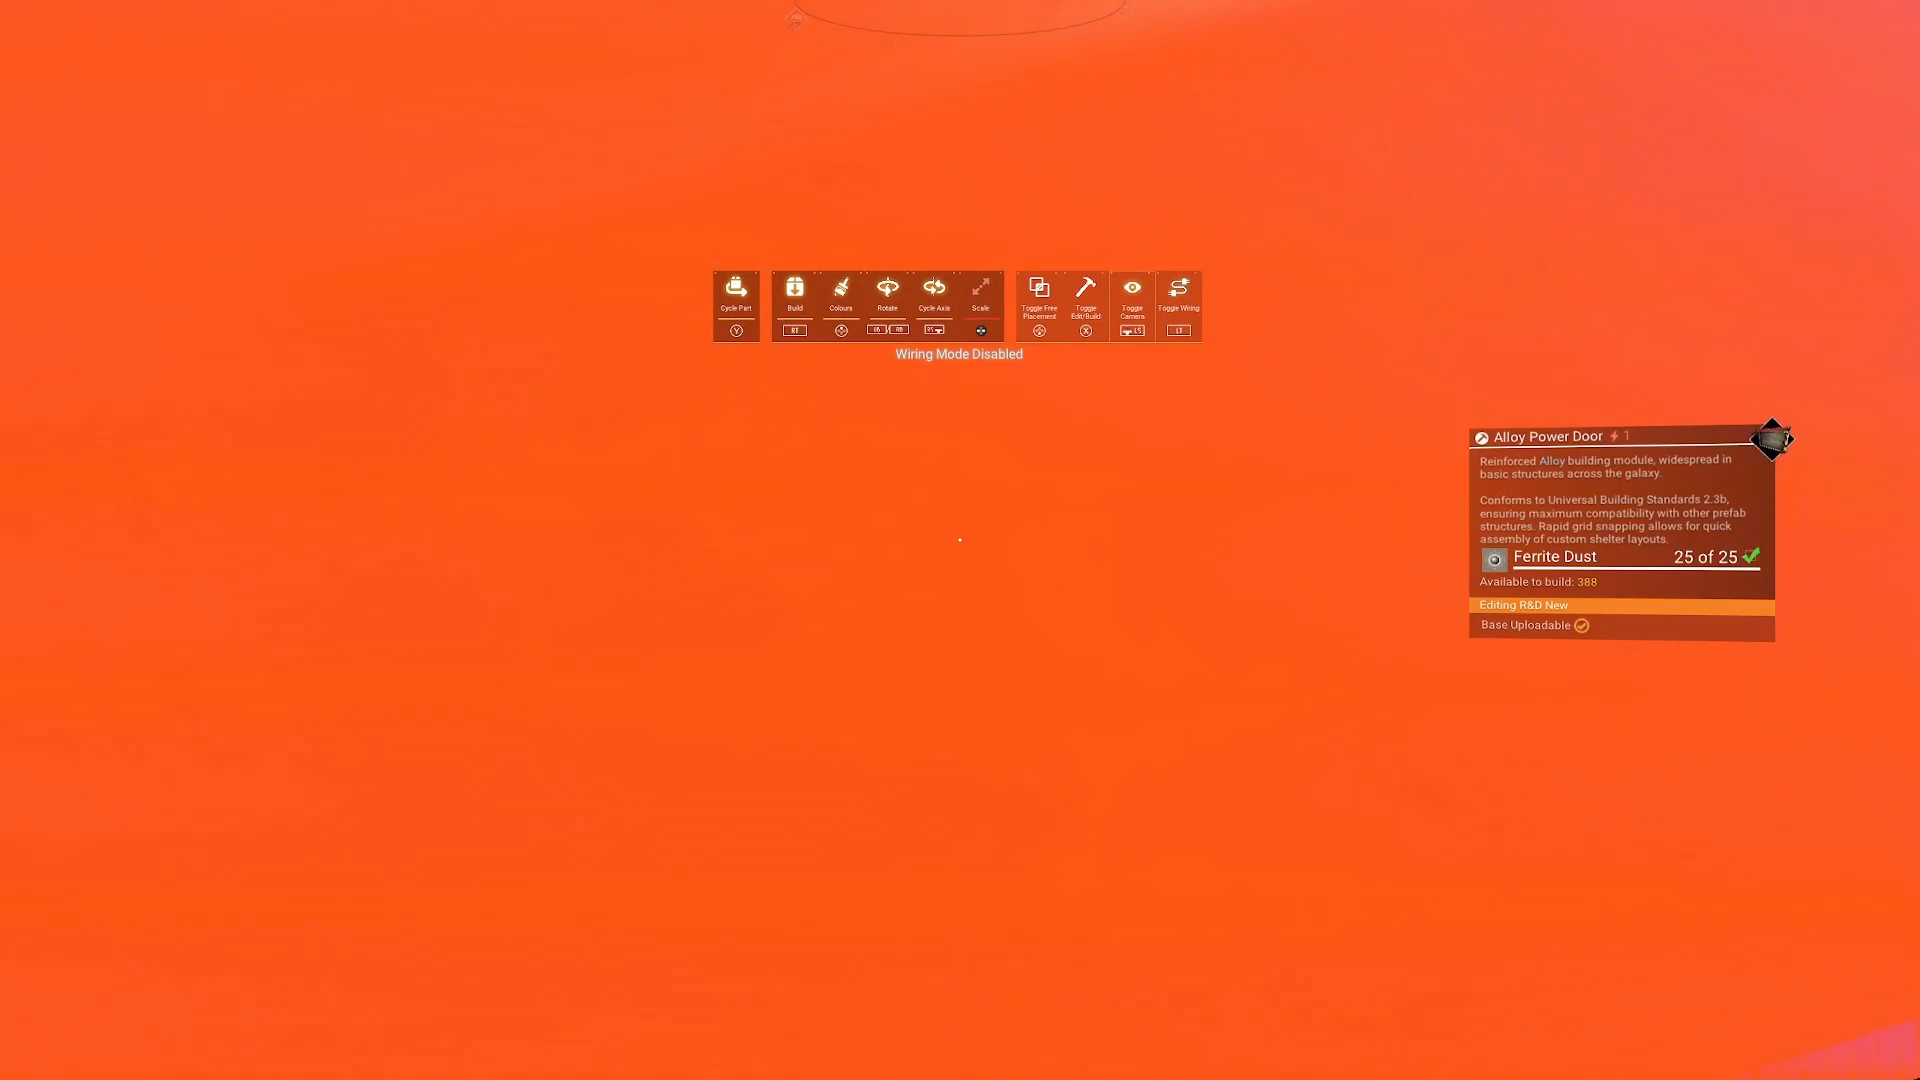 Cycle Part
Build
Colours
Rotate
Cycle Axis
Scale
Toggle Free Placement
Toggle Edit/Build
Toggle Camera
Toggle Wiring
Y
RT
LB / RB
RS
X
LS
LT
Wiring Mode Disabled
Alloy Power Door 1
Reinforced Alloy building module, widespread in
basic structures across the galaxy.
Conforms to Universal Building Standards 2.3b,
ensuring maximum compatibility with other prefab
structures. Rapid grid snapping allows for quick
assembly of custom shelter layouts.
Ferrite Dust 25 of 25
Available to build: 388
Editing R&D New
Base Uploadable